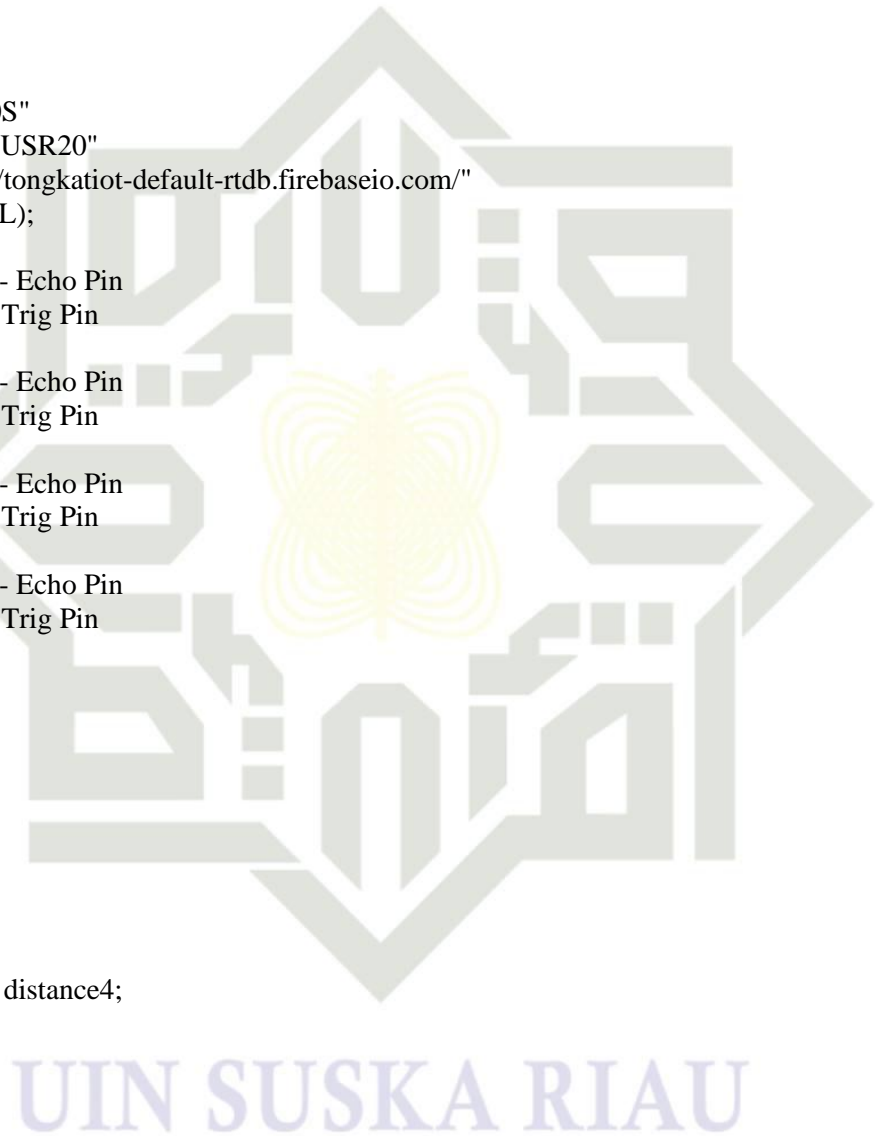 S"
USR20"
/tongkatiot-default-rtdb.firebaseio.com/"
L);
- Echo Pin
Trig Pin
- Echo Pin
Trig Pin
- Echo Pin
Trig Pin
- Echo Pin
Trig Pin
distance4;
UIN SUSKA RIAU